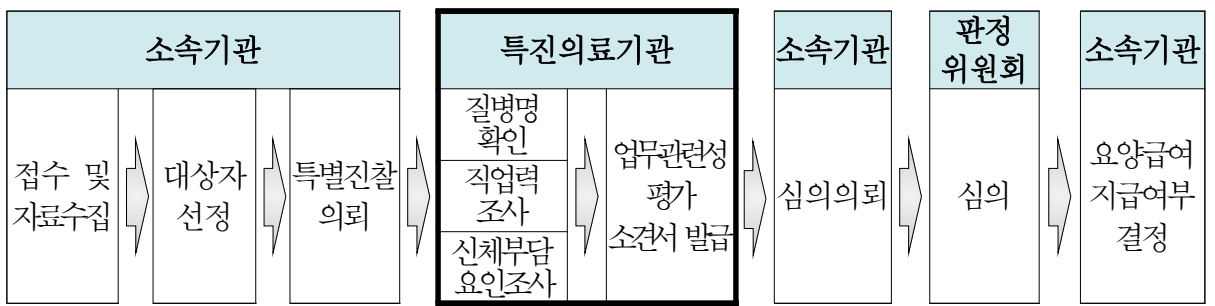 소속기관
접수 및
자료수집
대상자
선정
특별진찰
의뢰
특진의료기관
질병명
확인
직업력
조사
신체부담
요인조사
업무관련성
평가
소견서 발급
소속기관
심의의뢰
판정
위원회
심의
소속기관
요양급여
지급여부
결정